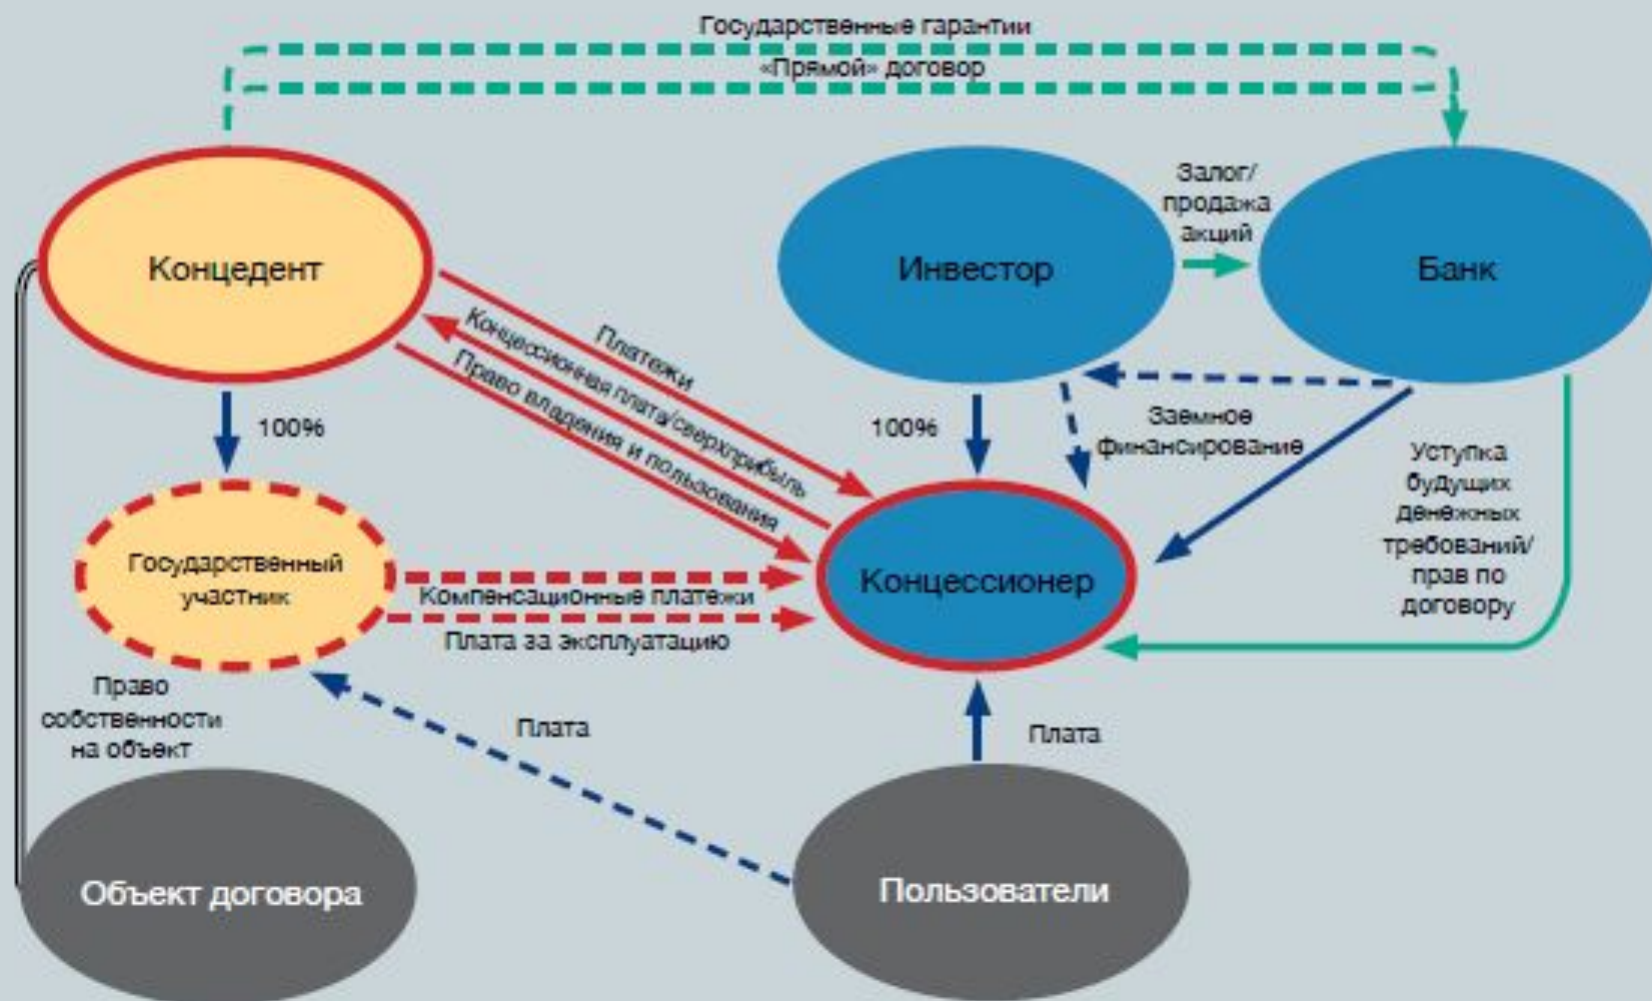 Государственные гарантии
«Прямой» договор
Залог/
продажа
акций
Концедент
Инвестор
Банк
Платежи
Концессионная плата/сверхприбыль
Право владения и пользования
100%
100%
Заемное
финансирование
Уступка
будущих
денежных
требований/
прав по
договору
Государственный
участник
Компенсационные платежи
Плата за эксплуатацию
Концессионер
Право
собственности
на объект
Плата
Плата
Объект договора
Пользователи